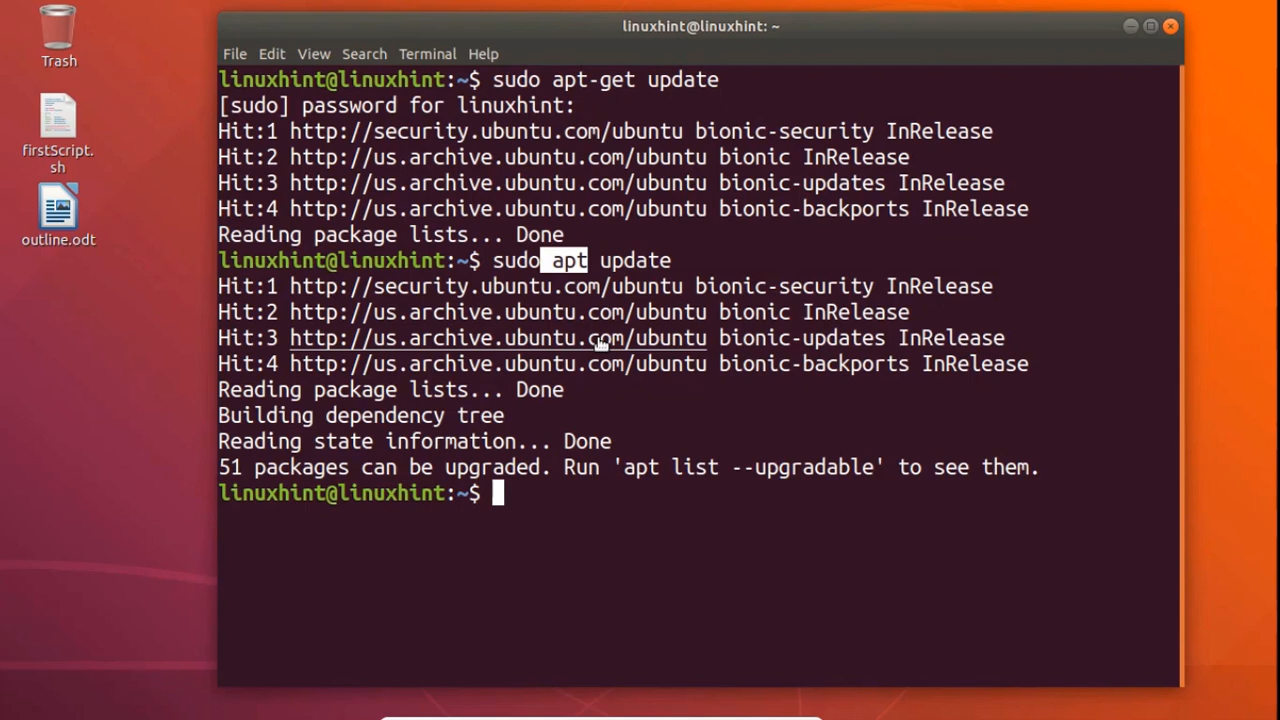 linuxhint@linuxhint: ~
File Edit View Search Terminal Help
linuxhint@linuxhint:~$ sudo apt-get update
[sudo] password for linuxhint:
Hit:1 http://security.ubuntu.com/ubuntu bionic-security InRelease
Hit:2 http://us.archive.ubuntu.com/ubuntu bionic InRelease
Hit:3 http://us.archive.ubuntu.com/ubuntu bionic-updates InRelease
Hit:4 http://us.archive.ubuntu.com/ubuntu bionic-backports InRelease
Reading package lists... Done
linuxhint@linuxhint:~$ sudo apt update
Hit:1 http://security.ubuntu.com/ubuntu bionic-security InRelease
Hit:2 http://us.archive.ubuntu.com/ubuntu bionic InRelease
Hit:3 http://us.archive.ubuntu.com/ubuntu bionic-updates InRelease
Hit:4 http://us.archive.ubuntu.com/ubuntu bionic-backports InRelease
Reading package lists... Done
Building dependency tree
Reading state information... Done
51 packages can be upgraded. Run 'apt list --upgradable' to see them.
linuxhint@linuxhint:~$
Trash
firstScript.
sh
outline.odt